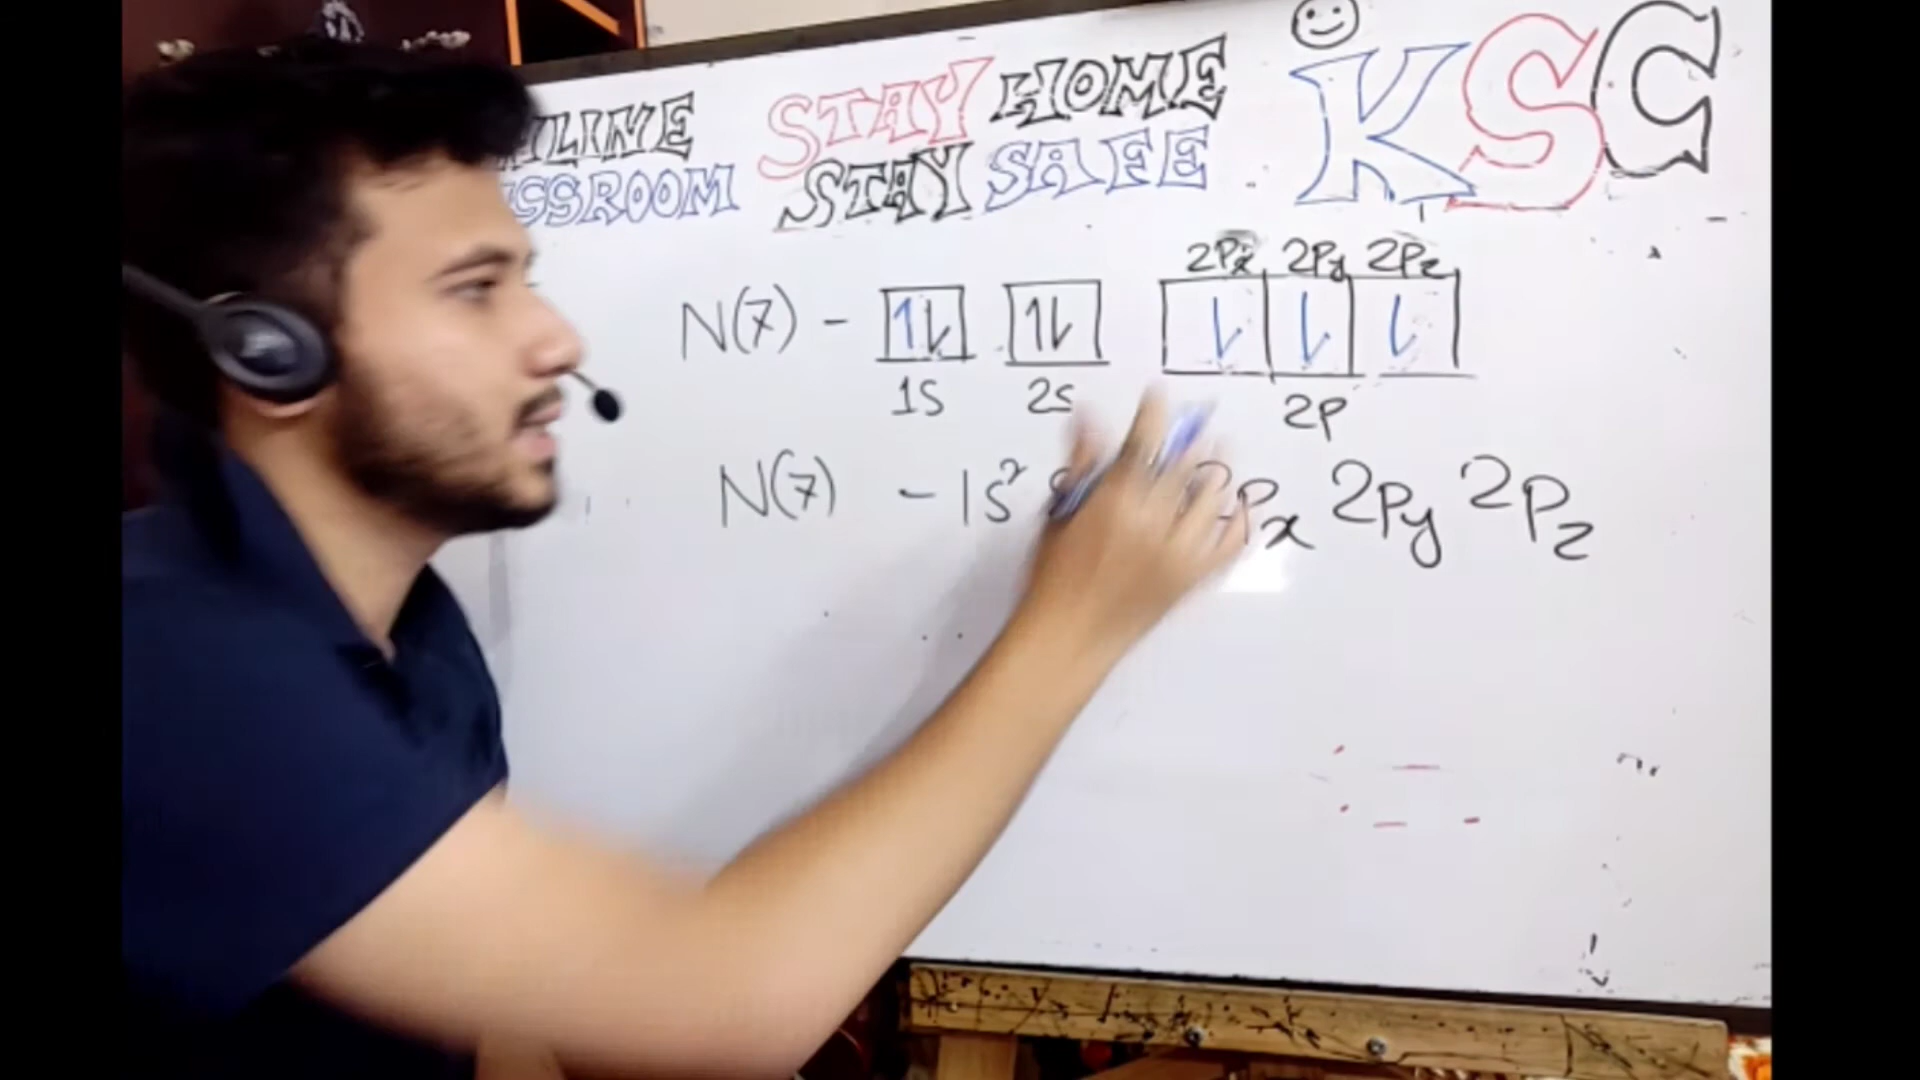 STAY HOME KSC
STAY SAFE
2Px 2Py 2Pz
N(7) - 1↿⇂ 1⇂ ⇂ ⇂ ⇂
1S 2S 2P
N(7) - 1S² 2Px 2Py 2Pz